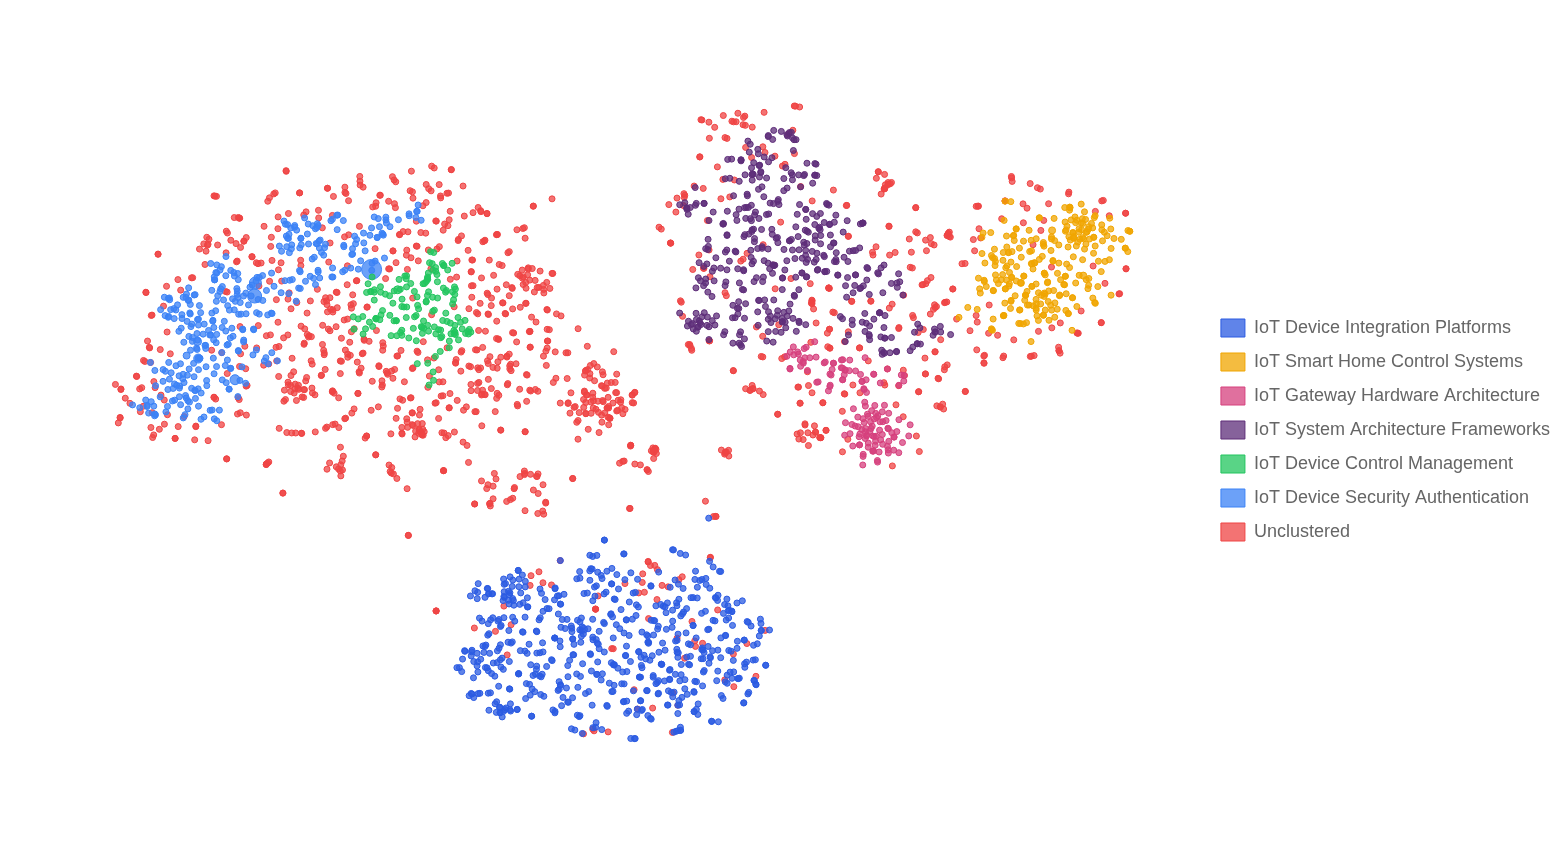 IoT Device Integration Platforms
IoT Smart Home Control Systems
IoT Gateway Hardware Architecture
IoT System Architecture Frameworks
IoT Device Control Management
IoT Device Security Authentication
Unclustered